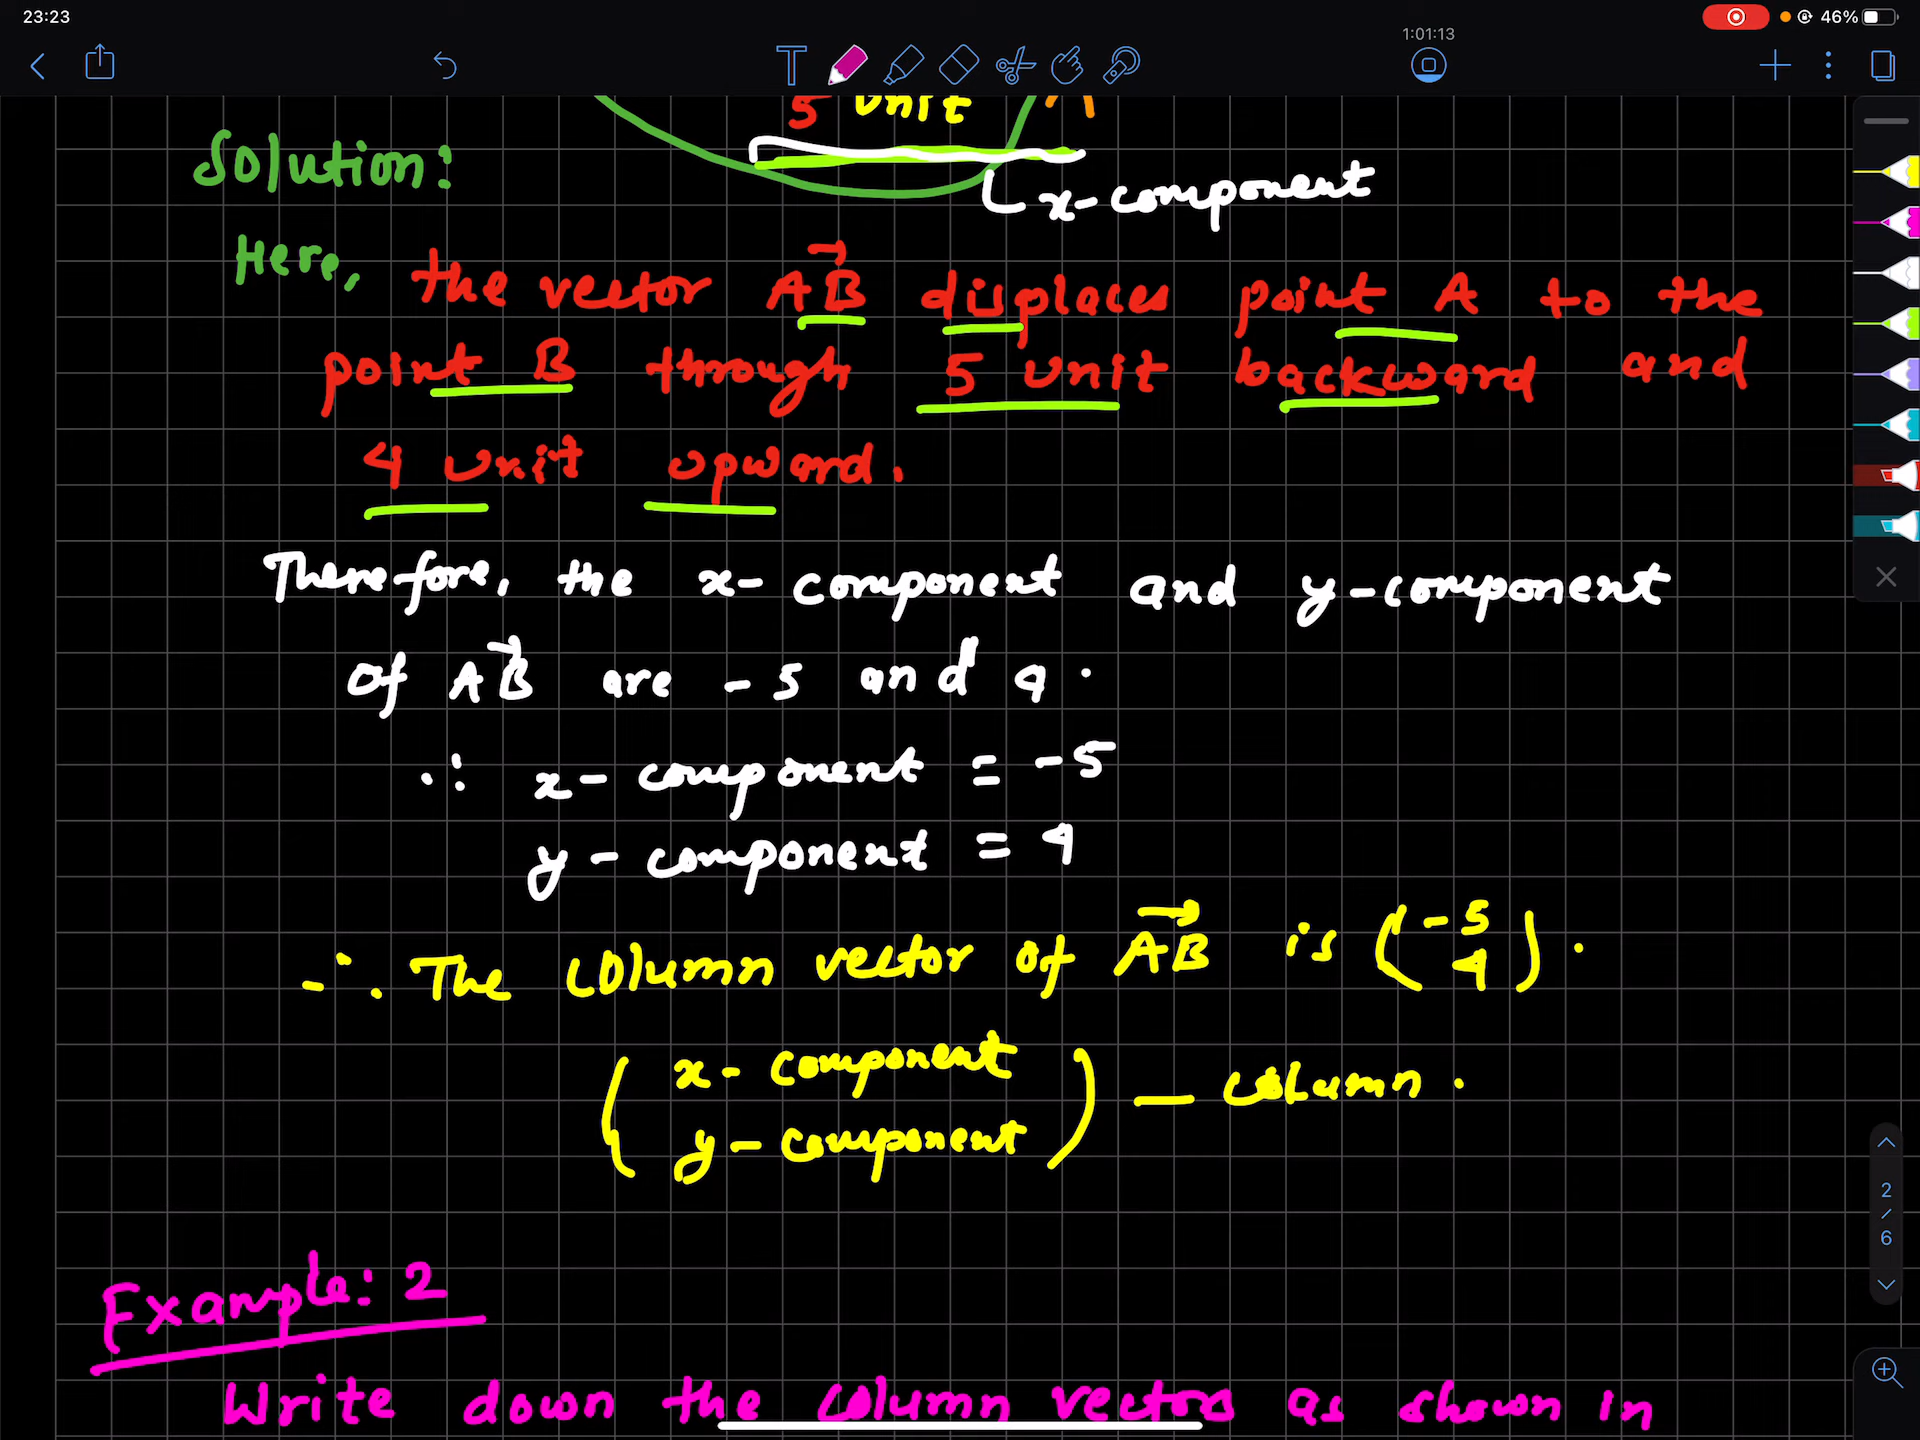 23:23
46%
1:01:13
5 unit
Solution:
x-component
Here, the vector AB displaces point A to the
point B through 5 unit backward and
4 unit upward.
Therefore, the x-component and y-component
of AB are -5 and 4.
∴ x-component = -5
y-component = 4
∴ The column vector of AB is (-5
4).
(x-component
y-component) — column.
2
/
6
Example: 2
Write down the column vectors as shown in